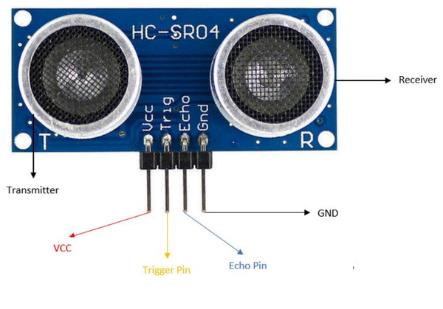 HC-SR04
Receiver
Vcc
Trig
Echo
Gnd
T
R
Transmitter
GND
VCC
Trigger Pin
Echo Pin